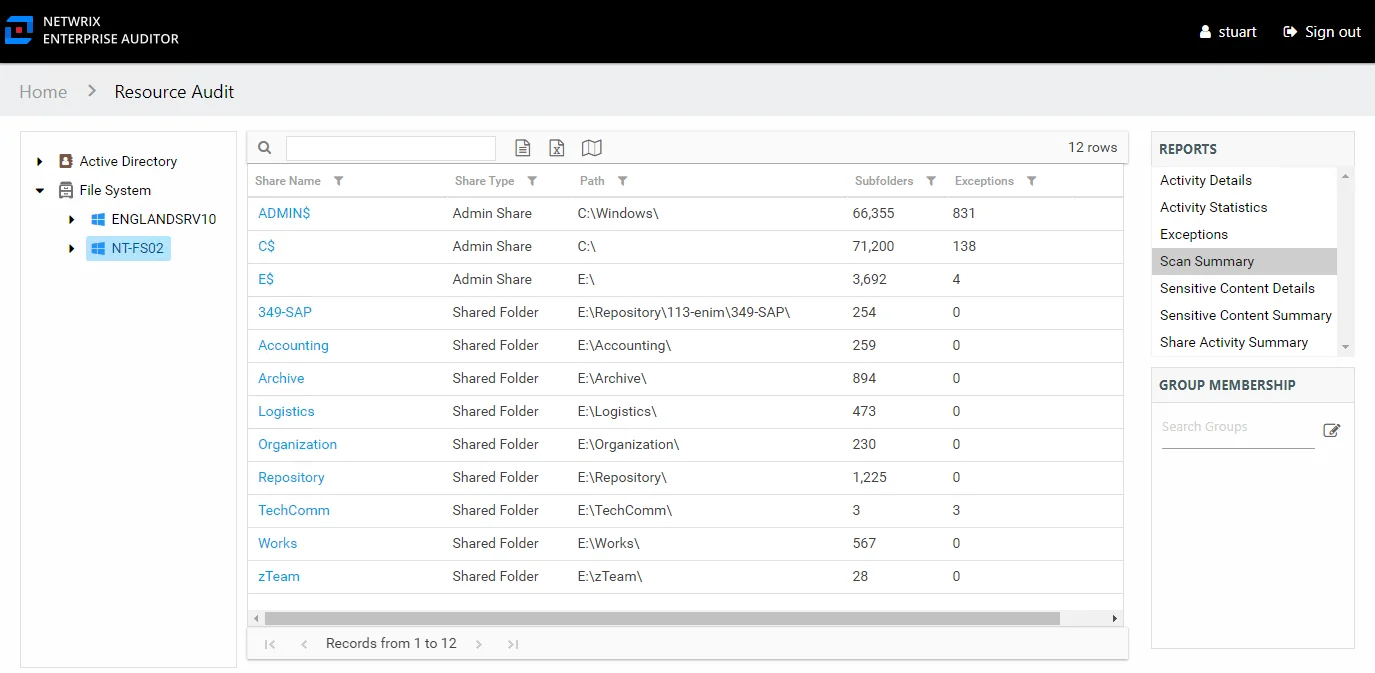 NETWRIX
ENTERPRISE AUDITOR
stuart Sign out
Home Resource Audit
Active Directory
File System
ENGLANDSRV10
NT-FS02
12 rows
Share Name Share Type Path Subfolders Exceptions
ADMIN$ Admin Share C:\Windows\ 66,355 831
C$ Admin Share C:\ 71,200 138
E$ Admin Share E:\ 3,692 4
349-SAP Shared Folder E:\Repository\113-enim\349-SAP\ 254 0
Accounting Shared Folder E:\Accounting\ 259 0
Archive Shared Folder E:\Archive\ 894 0
Logistics Shared Folder E:\Logistics\ 473 0
Organization Shared Folder E:\Organization\ 230 0
Repository Shared Folder E:\Repository\ 1,225 0
TechComm Shared Folder E:\TechComm\ 3 3
Works Shared Folder E:\Works\ 567 0
zTeam Shared Folder E:\zTeam\ 28 0
Records from 1 to 12
REPORTS
Activity Details
Activity Statistics
Exceptions
Scan Summary
Sensitive Content Details
Sensitive Content Summary
Share Activity Summary
GROUP MEMBERSHIP
Search Groups